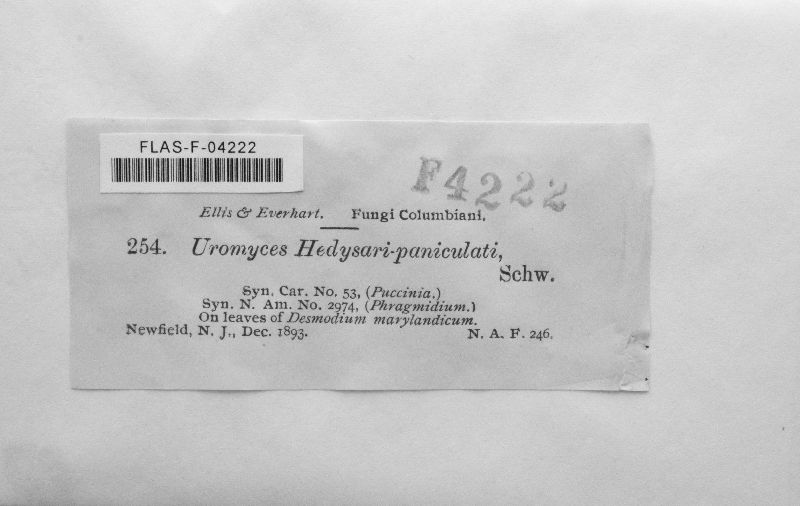 FLAS-F-04222
F4222
Ellis & Everhart. Fungi Columbiani.
254. Uromyces Hedysari-paniculati,
Schw.
Syn. Car. No. 53, (Puccinia.)
Syn. N. Am. No. 2974, (Phragmidium.)
On leaves of Desmodium marylandicum.
Newfield, N. J., Dec. 1893. N. A. F. 246.